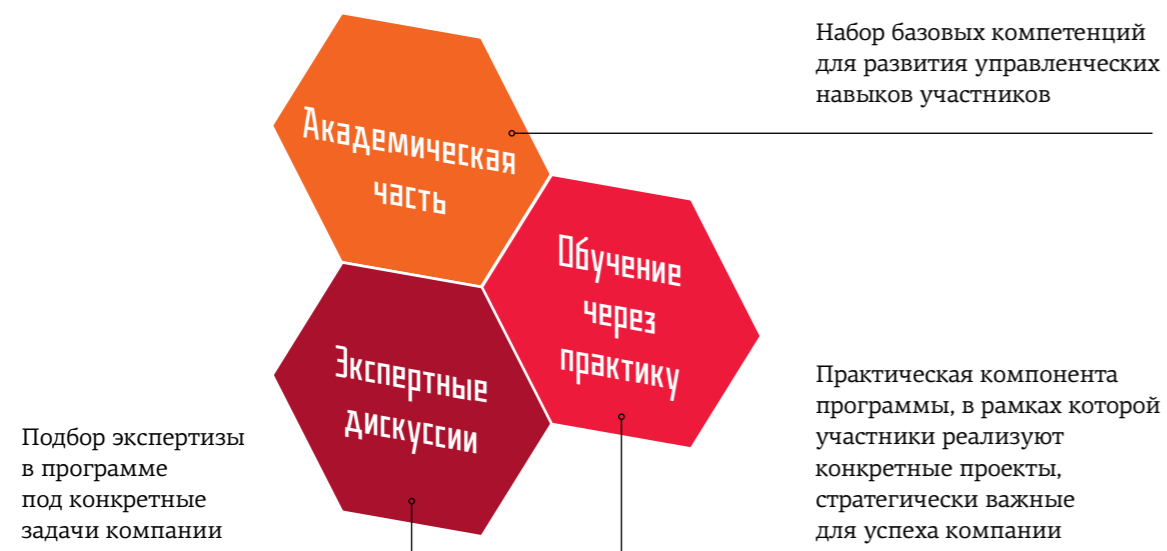 Набор базовых компетенций
для развития управленческих
навыков участников
Академическая
часть
Обучение
через
практику
Экспертные
дискуссии
Подбор экспертизы
в программе
под конкретные
задачи компании
Практическая компонента
программы, в рамках которой
участники реализуют
конкретные проекты,
стратегически важные
для успеха компании